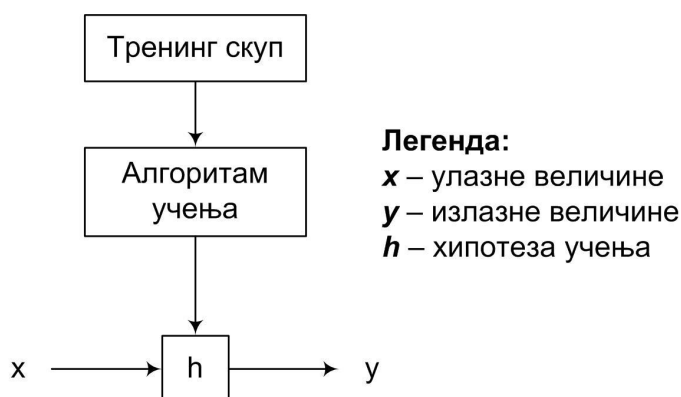 Тренинг скуп
Алгоритам
учења
Легенда:
x – улазне величине
y – излазне величине
h – хипотеза учења
x
h
y